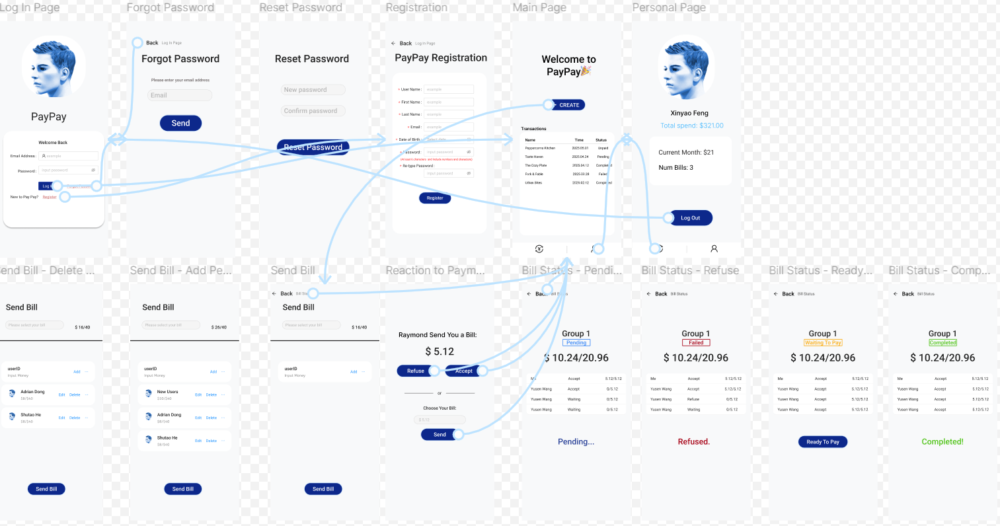 Log In Page
Forgot Password
Reset Password
Registration
Main Page
Personal Page
PayPay
Welcome Back
Email Address :
example
Password :
input password
Log
New to Pay Pay?
Register
Back
Log In Page
Forgot Password
Please enter your email address
Email
Send
Reset Password
New password
Confirm password
Reset Password
Back
Log In Page
PayPay Registration
* User Name :
example
* First Name :
example
* Last Name :
example
* Email :
example
* Date of Birth :
Select date
* Password :
input password
(At least 6 characters and include numbers and characters)
* Re-type Password :
input password
Register
Welcome to
PayPay🎉
CREATE
Transactions
Name Time Status
Peppercorns Kitchen 2025.05.01 Unpaid
Taste Haven 2025.04.24 Pending
The Cozy Plate 2025.04.12 Completed
Fork & Fable 2025.03.28 Failed
Urban Bites 2025.02.12 Completed
Xinyao Feng
Total spend: $321.00
Current Month: $21
Num Bills: 3
Log Out
Send Bill - Delete ...
Send Bill - Add Pe...
Send Bill
Reaction to Paym...
Bill Status - Pendi...
Bill Status - Refuse
Bill Status - Ready...
Bill Status - Comp...
Send Bill
Please select your bill
$ 16/40
userID
Input Money
Add ...
Adrian Dong
$8/$40
Edit Delete ...
Shutao He
$8/$40
Edit Delete ...
Send Bill
Send Bill
Please select your bill
$ 26/40
userID
Input Money
Add ...
New Users
$10/$40
Edit Delete ...
Adrian Dong
$8/$40
Edit Delete ...
Shutao He
$8/$40
Edit Delete ...
Send Bill
Back
Bill Sta
Send Bill
Please select your bill
$ 16/40
userID
Input Money
Add ...
Send Bill
Raymond Send You a Bill:
$ 5.12
Refuse
Accept
or
Choose Your Bill:
$ 5.12
Send
Back
Bill Status
Group 1
Pending
$ 10.24/20.96
Me Accept 5.12/5.12
Yusen Wang Accept 0/5.12
Yusen Wang Waiting 0/5.12
Yusen Wang Waiting 0/5.12
Pending...
Back
Bill Status
Group 1
Failed
$ 10.24/20.96
Me Accept 5.12/5.12
Yusen Wang Accept 5.12/5.12
Yusen Wang Refuse 0/5.12
Yusen Wang Waiting 0/5.12
Refused.
Back
Bill Status
Group 1
Waiting To Pay
$ 10.24/20.96
Me Accept 5.12/5.12
Yusen Wang Accept 5.12/5.12
Yusen Wang Accept 5.12/5.12
Yusen Wang Accept 5.12/5.12
Ready To Pay
Back
Bill Status
Group 1
Completed
$ 10.24/20.96
Me Accept 5.12/5.12
Yusen Wang Accept 5.12/5.12
Yusen Wang Accept 5.12/5.12
Yusen Wang Accept 5.12/5.12
Completed!